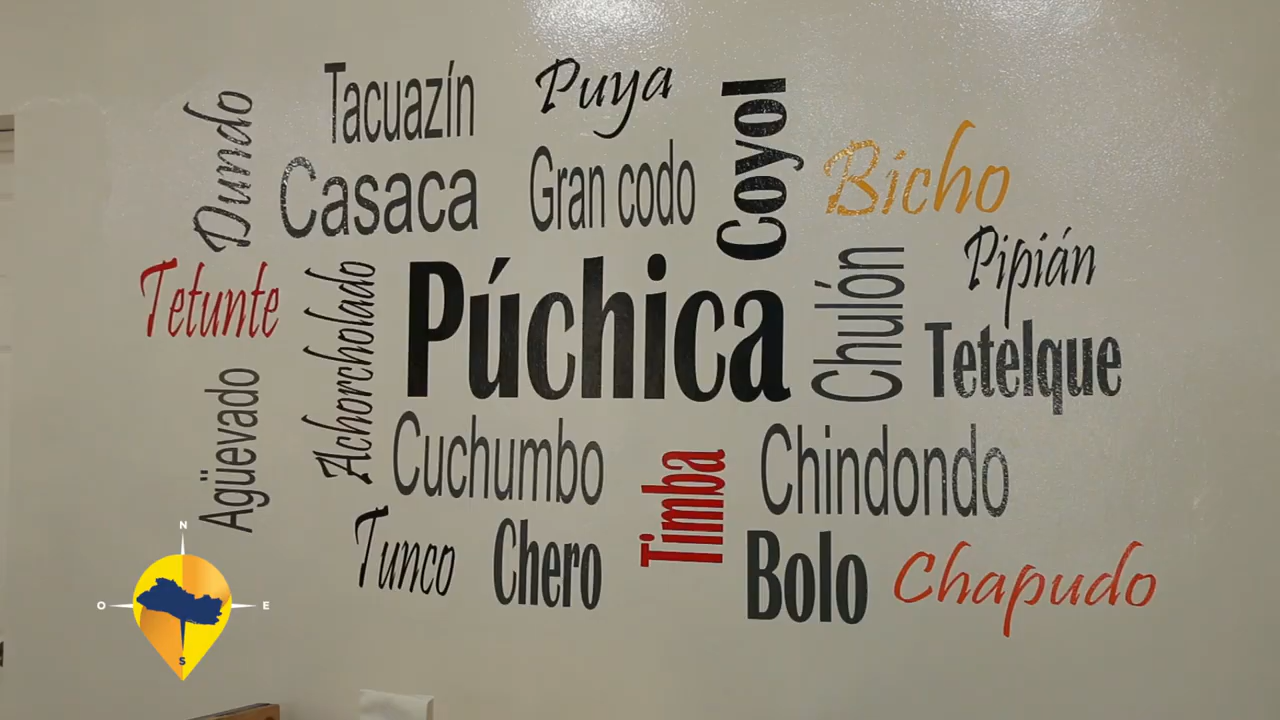 Dundo
Tacuazín
Puya
Coyol
Casaca
Gran codo
Bicho
Pipián
Tetunte
Achorcholado
Púchica
Chulón
Tetelque
Agüevado
Cuchumbo
Timba
Chindondo
Tunco
Chero
Bolo
Chapudo
N
O
E
S